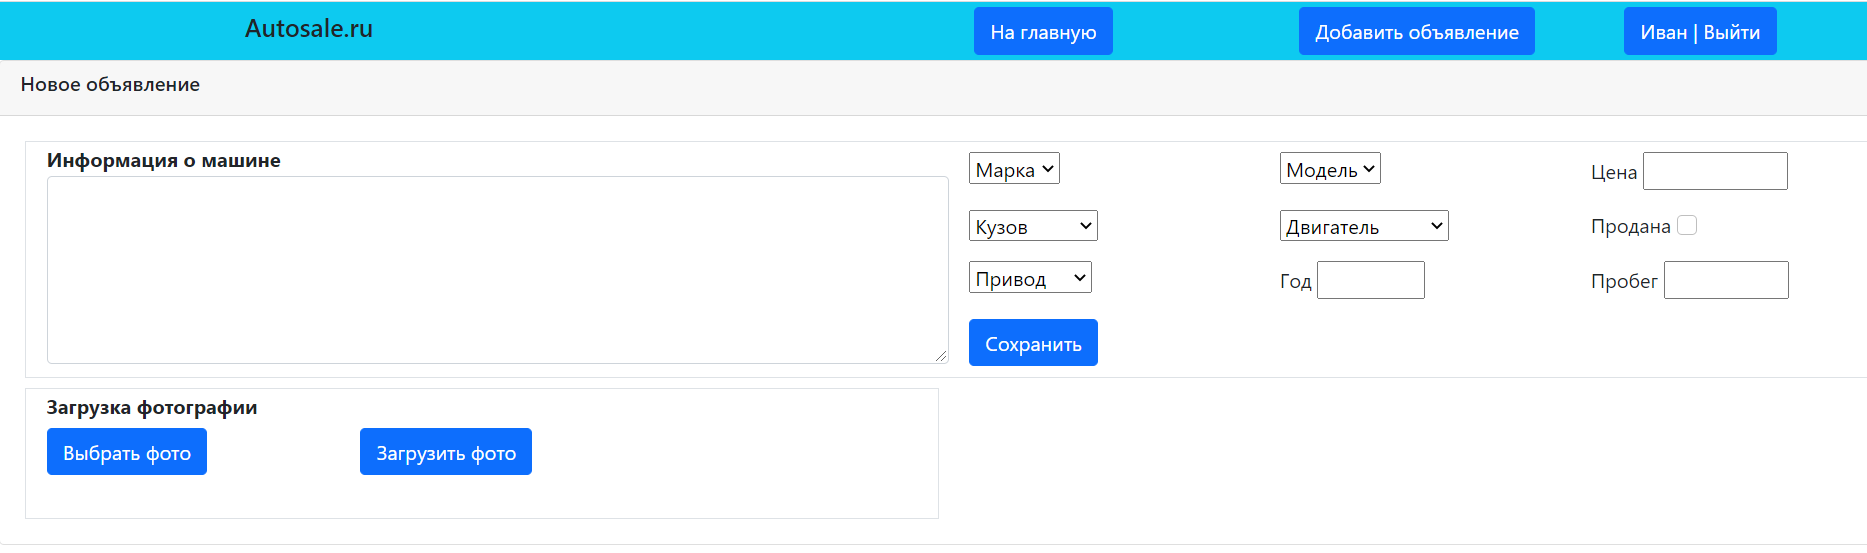 Autosale.ru На главную Добавить объявление Иван | Выйти
Новое объявление
Информация о машине
Марка Модель Цена
Кузов Двигатель Продана
Привод Год Пробег
Сохранить
Загрузка фотографии
Выбрать фото Загрузить фото